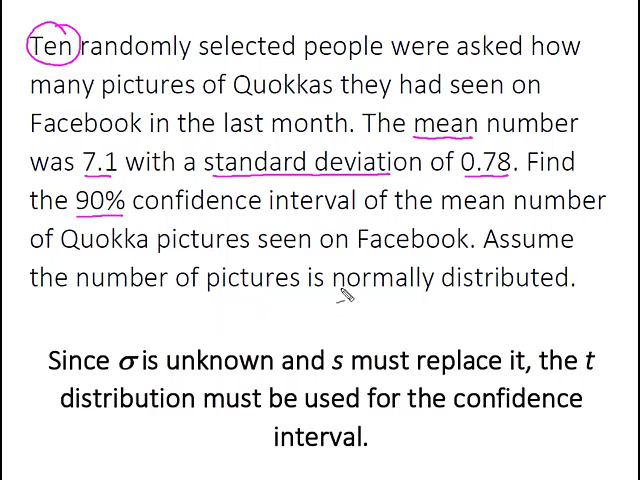 Ten randomly selected people were asked how
many pictures of Quokkas they had seen on
Facebook in the last month. The mean number
was 7.1 with a standard deviation of 0.78. Find
the 90% confidence interval of the mean number
of Quokka pictures seen on Facebook. Assume
the number of pictures is normally distributed.
Since σ is unknown and s must replace it, the t
distribution must be used for the confidence
interval.